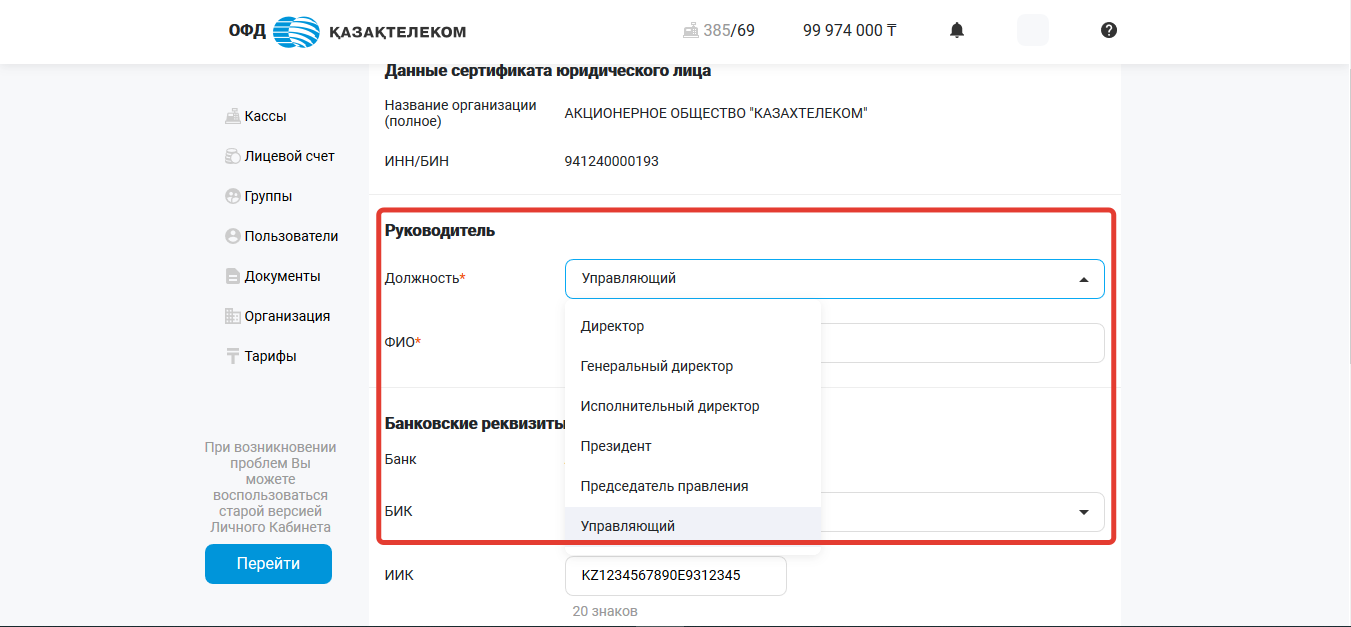 ОФД ҚАЗАҚТЕЛЕКОМ
385/69
99 974 000 ₸
Данные сертификата юридического лица
Название организации
(полное)
АКЦИОНЕРНОЕ ОБЩЕСТВО "КАЗАХТЕЛЕКОМ"
ИНН/БИН
941240000193
Кассы
Лицевой счет
Группы
Пользователи
Документы
Организация
Тарифы
При возникновении
проблем Вы
можете
воспользоваться
старой версией
Личного Кабинета
Перейти
Руководитель
Должность*
Управляющий
Директор
Генеральный директор
Исполнительный директор
Президент
Председатель правления
Управляющий
ФИО*
Банковские реквизиты
Банк
БИК
ИИК
KZ1234567890E9312345
20 знаков